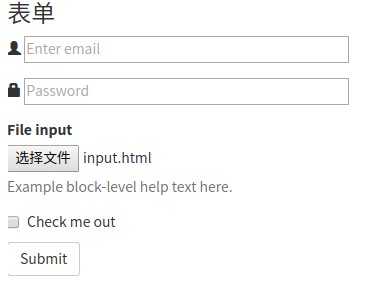 表单
Enter email
Password
File input
选择文件 input.html
Example block-level help text here.
Check me out
Submit